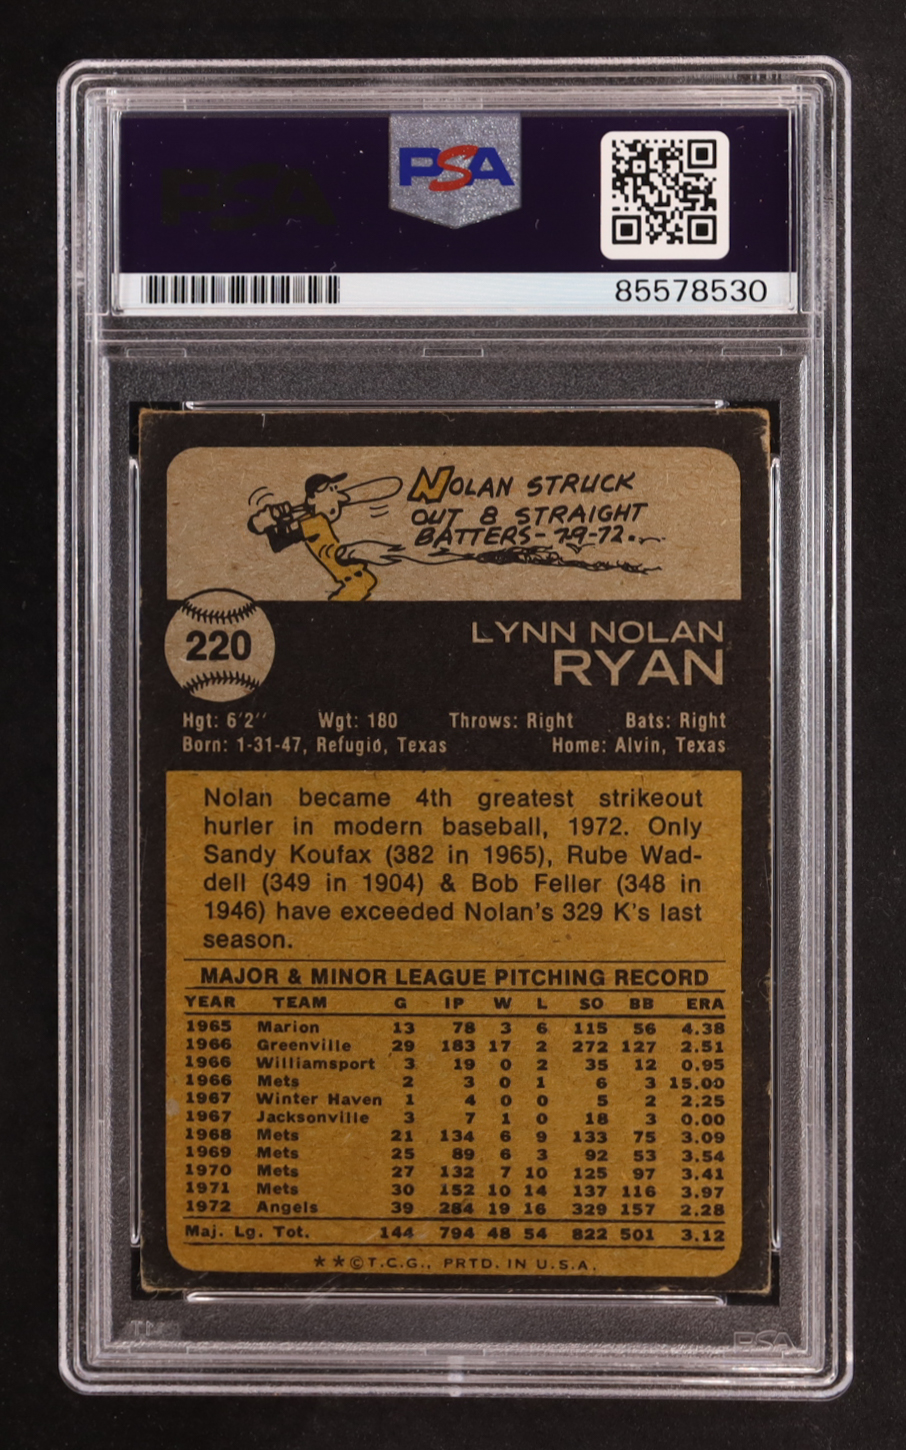 PSA
85578530
NOLAN STRUCK
OUT 8 STRAIGHT
BATTERS-7-9-72..
220
LYNN NOLAN
RYAN
Hgt: 6'2'' Wgt: 180 Throws: Right Bats: Right
Born: 1-31-47, Refugio, Texas Home: Alvin, Texas
Nolan became 4th greatest strikeout
hurler in modern baseball, 1972. Only
Sandy Koufax (382 in 1965), Rube Wad-
dell (349 in 1904) & Bob Feller (348 in
1946) have exceeded Nolan's 329 K's last
season.
MAJOR & MINOR LEAGUE PITCHING RECORD
YEAR TEAM G IP W L SO BB ERA
1965 Marion 13 78 3 6 115 56 4.38
1966 Greenville 29 183 17 2 272 127 2.51
1966 Williamsport 3 19 0 2 35 12 0.95
1966 Mets 2 3 0 1 6 3 15.00
1967 Winter Haven 1 4 0 0 5 2 2.25
1967 Jacksonville 3 7 1 0 18 3 0.00
1968 Mets 21 134 6 9 133 75 3.09
1969 Mets 25 89 6 3 92 53 3.54
1970 Mets 27 132 7 10 125 97 3.41
1971 Mets 30 152 10 14 137 116 3.97
1972 Angels 39 284 19 16 329 157 2.28
Maj. Lg. Tot. 144 794 48 54 822 501 3.12
**©T.C.G., PRTD. IN U.S.A.
PSA